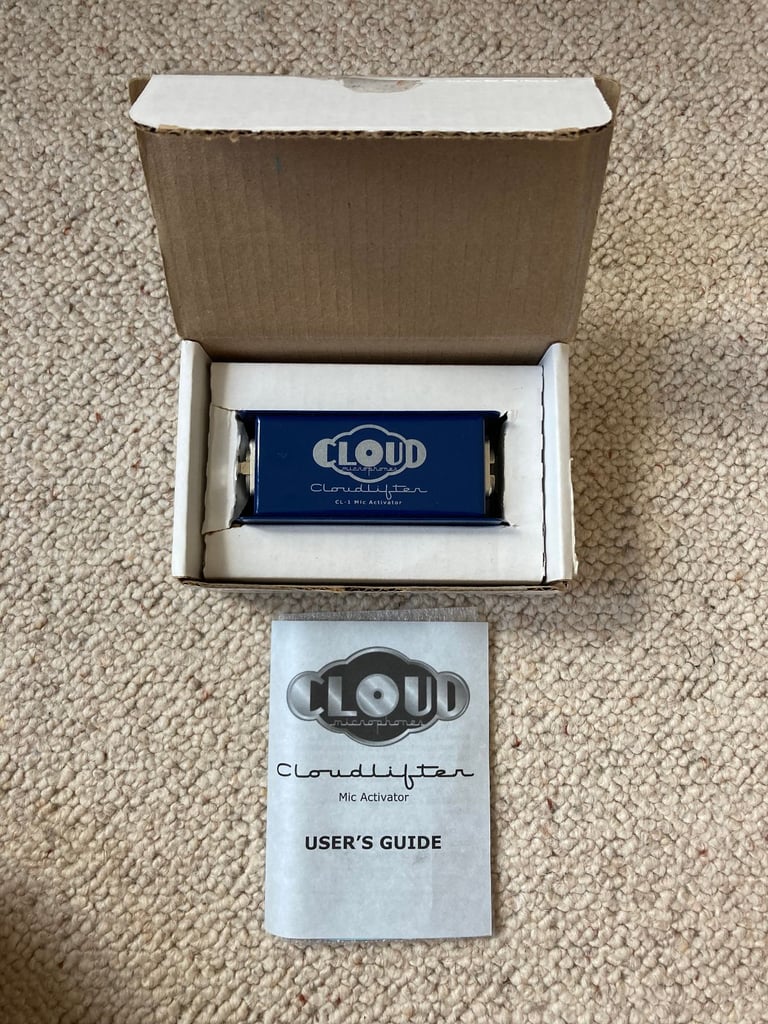 CLOUD
microphones
Cloudlifter
CL-1 Mic Activator
CLOUD
microphones
Cloudlifter
Mic Activator
USER'S GUIDE